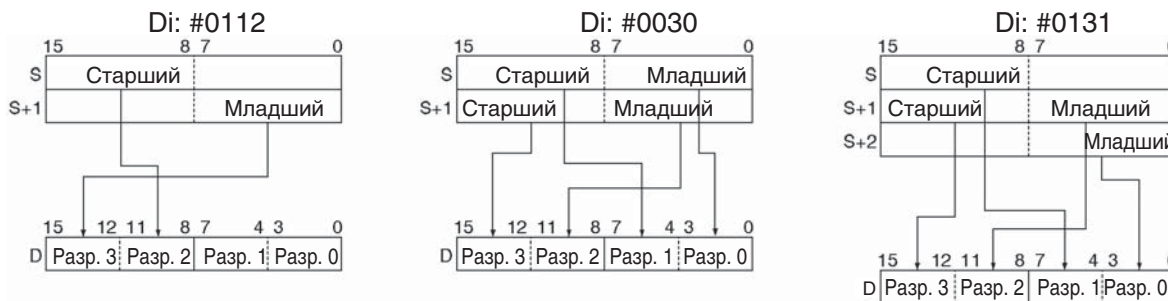 Di: #0112 Di: #0030 Di: #0131
15 8 7 0 15 8 7 0 15 8 7
S Старший S Старший Младший S Старший
S+1 Младший S+1 Старший Младший S+1 Старший Младший
S+2 Младший
15 12 11 8 7 4 3 0 15 12 11 8 7 4 3 0
D Разр. 3 Разр. 2 Разр. 1 Разр. 0 D Разр. 3 Разр. 2 Разр. 1 Разр. 0
15 12 11 8 7 4 3
D Разр. 3 Разр. 2 Разр. 1 Разр. 0